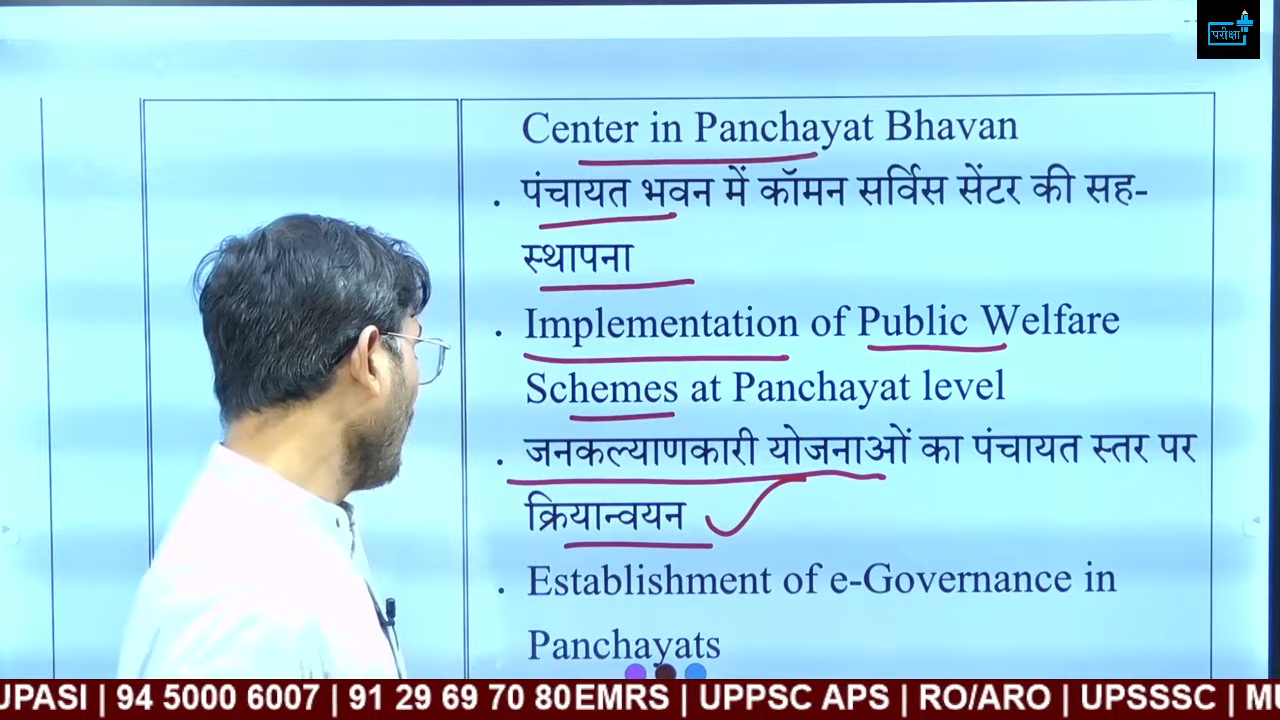 परीक्षा
Center in Panchayat Bhavan
. पंचायत भवन में कॉमन सर्विस सेंटर की सह-
स्थापना
. Implementation of Public Welfare
Schemes at Panchayat level
. जनकल्याणकारी योजनाओं का पंचायत स्तर पर
क्रियान्वयन
. Establishment of e-Governance in
Panchayats
UPASI | 94 5000 6007 | 91 29 69 70 80EMRS | UPPSC APS | RO/ARO | UPSSSC | MU